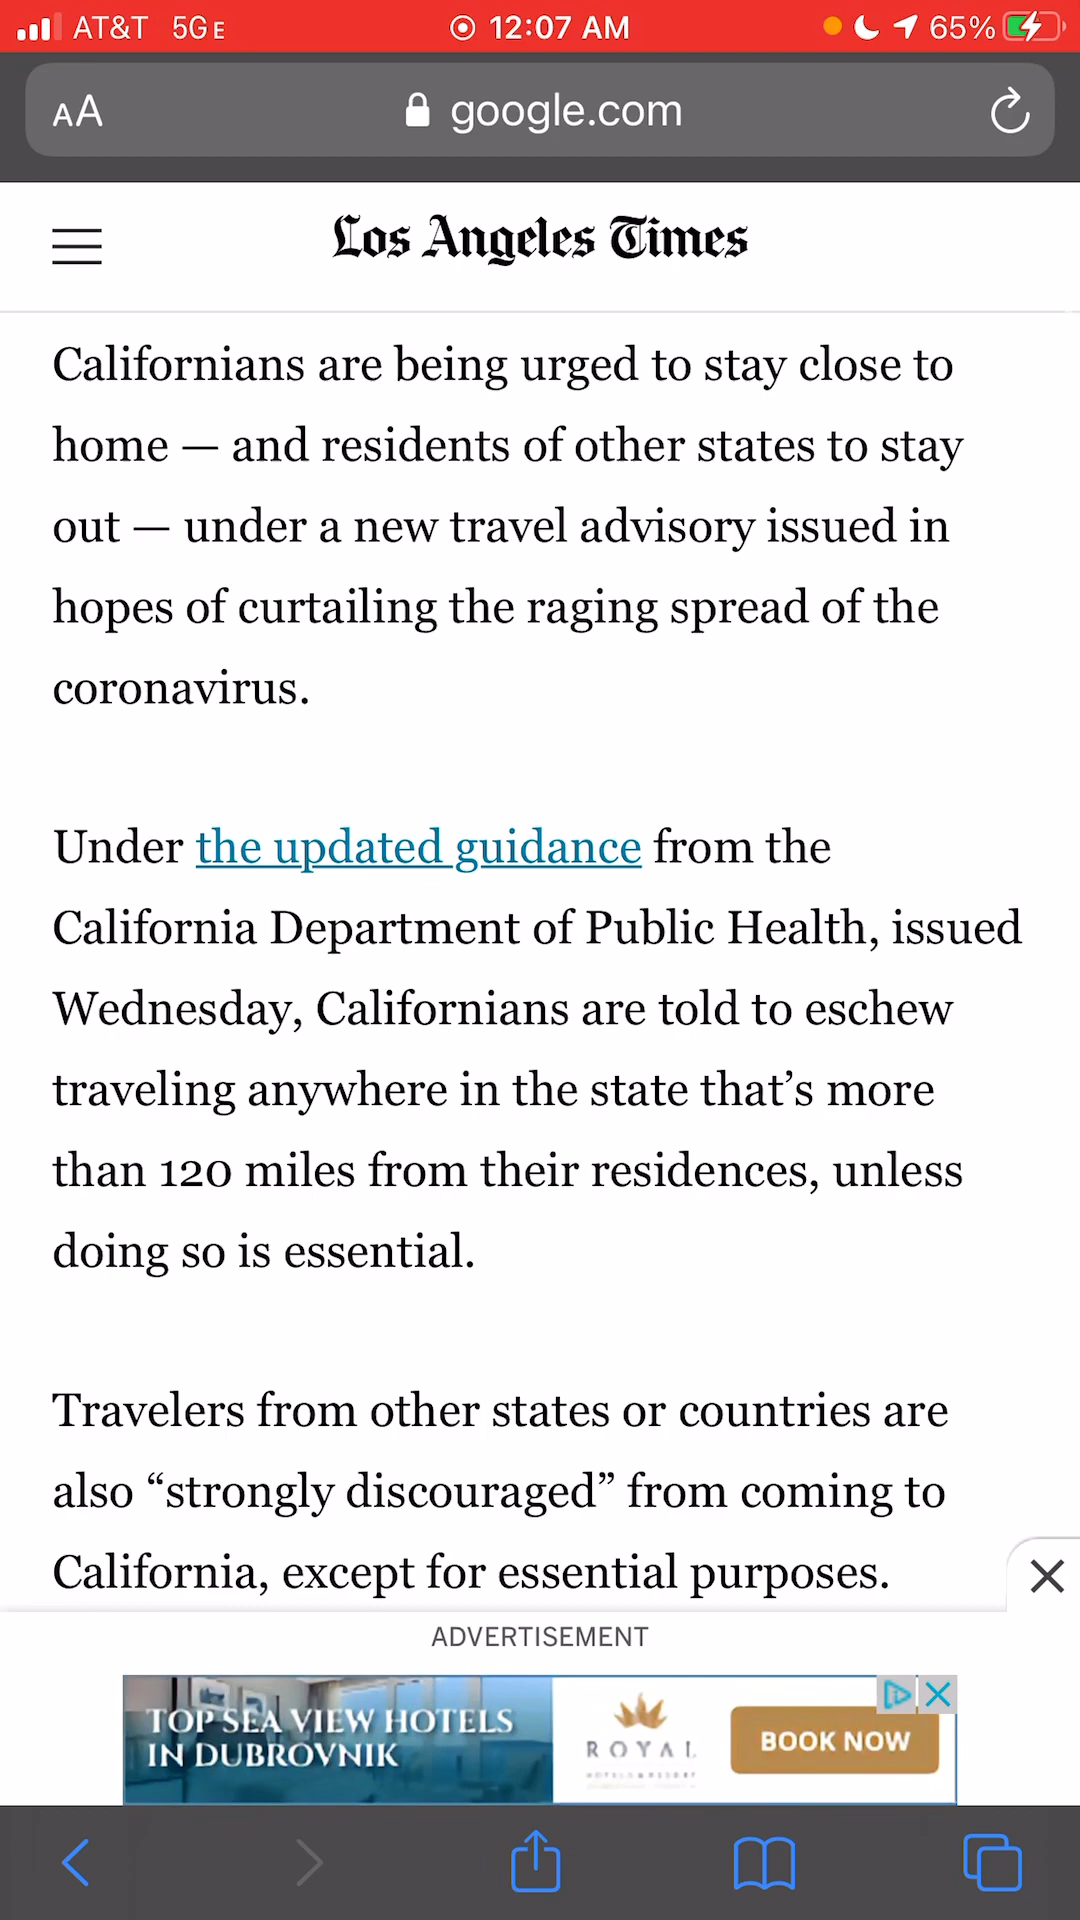 AT&T 5GE 12:07 AM 65%
AA google.com
Los Angeles Times
Californians are being urged to stay close to
home — and residents of other states to stay
out — under a new travel advisory issued in
hopes of curtailing the raging spread of the
coronavirus.
Under the updated guidance from the
California Department of Public Health, issued
Wednesday, Californians are told to eschew
traveling anywhere in the state that’s more
than 120 miles from their residences, unless
doing so is essential.
Travelers from other states or countries are
also “strongly discouraged” from coming to
California, except for essential purposes.
ADVERTISEMENT
TOP SEA VIEW HOTELS
IN DUBROVNIK
ROYAL
BOOK NOW